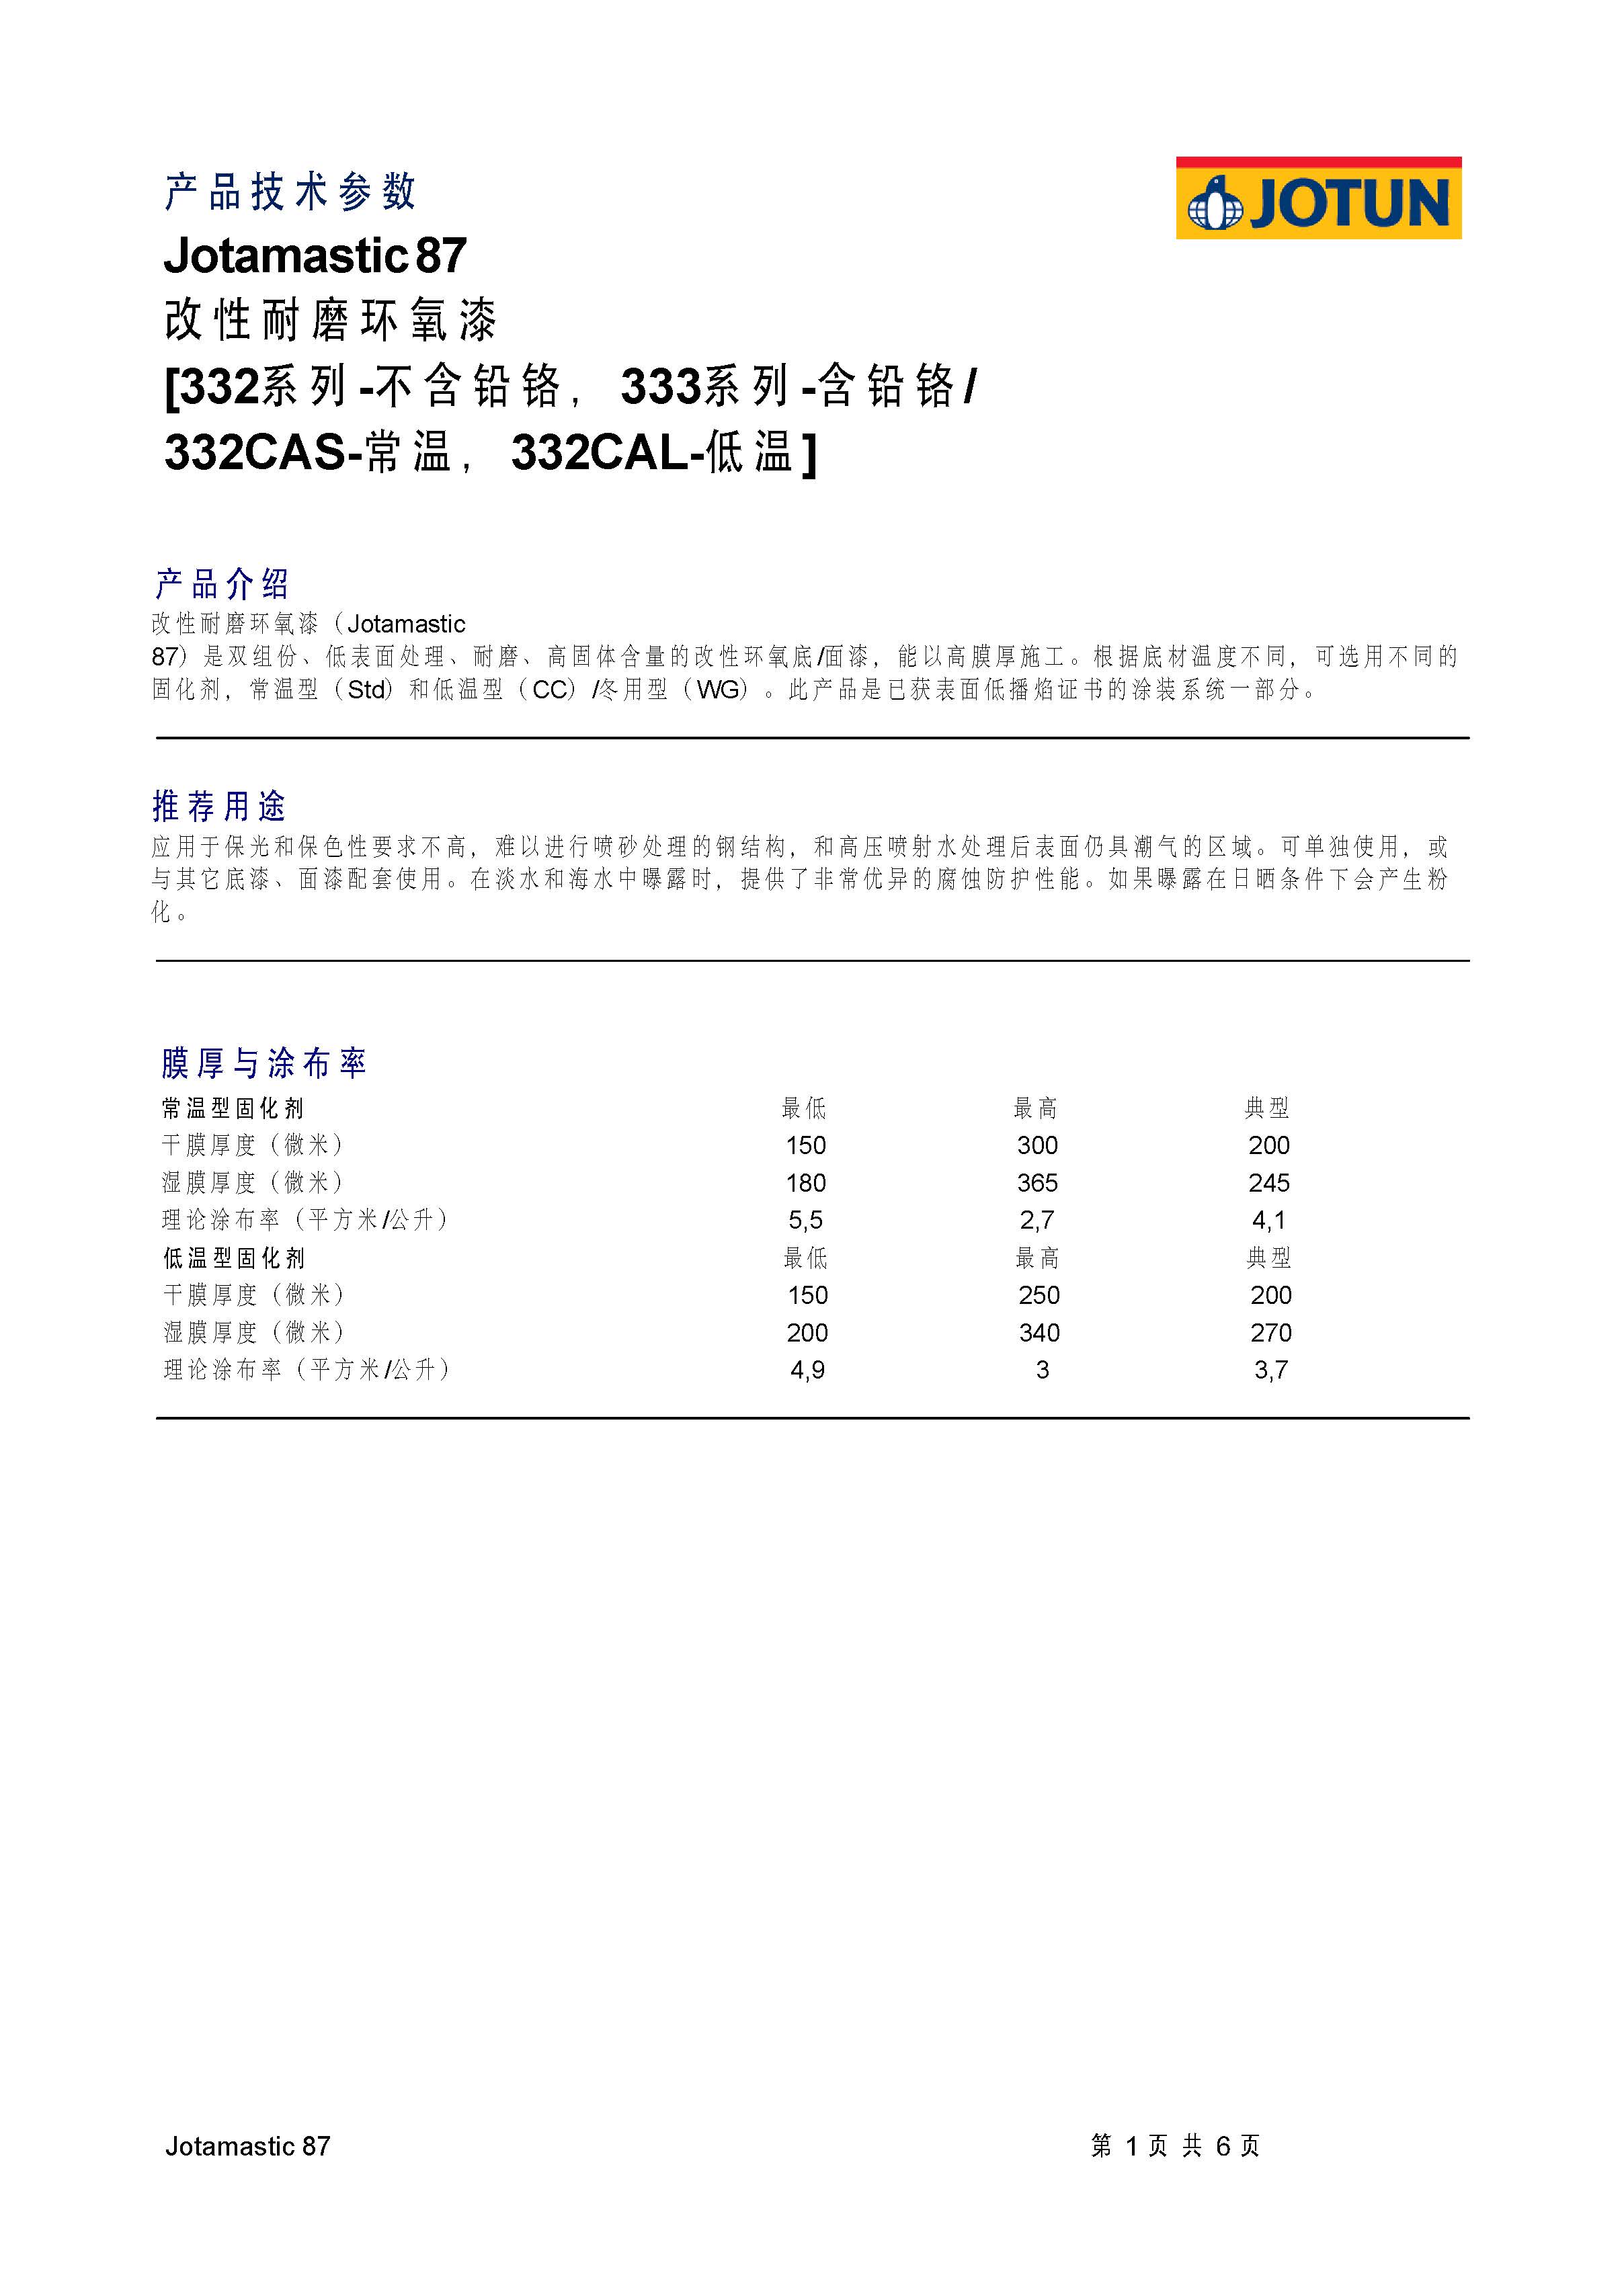 产品技术参数
JOTUN
Jotamastic 87
改性耐磨环氧漆
[332系列-不含铅铬，333系列-含铅铬/
332CAS-常温，332CAL-低温]
产品介绍
改性耐磨环氧漆（Jotamastic
87）是双组份、低表面处理、耐磨、高固体含量的改性环氧底/面漆，能以高膜厚施工。根据底材温度不同，可选用不同的
固化剂，常温型（Std）和低温型（CC）/冬用型（WG）。此产品是已获表面低播焰证书的涂装系统一部分。
推荐用途
应用于保光和保色性要求不高，难以进行喷砂处理的钢结构，和高压喷射水处理后表面仍具潮气的区域。可单独使用，或
与其它底漆、面漆配套使用。在淡水和海水中曝露时，提供了非常优异的腐蚀防护性能。如果曝露在日晒条件下会产生粉
化。
膜厚与涂布率
常温型固化剂 最低 最高 典型
干膜厚度（微米） 150 300 200
湿膜厚度（微米） 180 365 245
理论涂布率（平方米/公升） 5,5 2,7 4,1
低温型固化剂 最低 最高 典型
干膜厚度（微米） 150 250 200
湿膜厚度（微米） 200 340 270
理论涂布率（平方米/公升） 4,9 3 3,7
Jotamastic 87 第 1 页 共 6 页